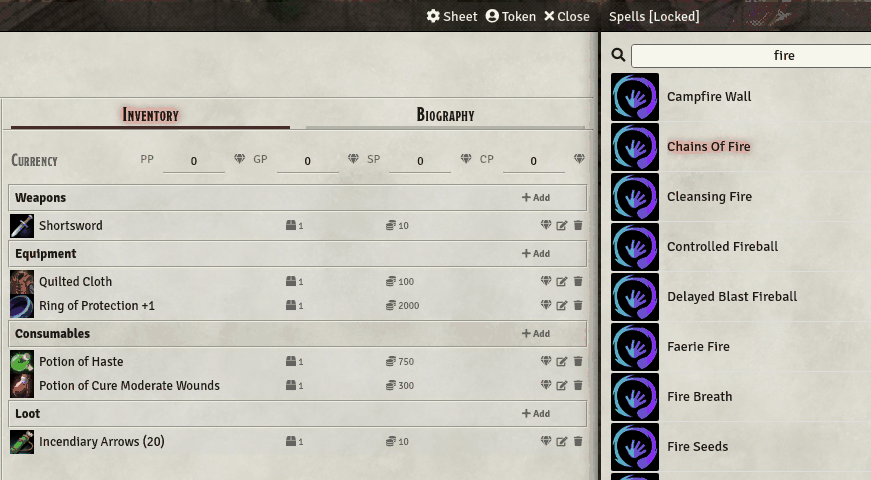 Sheet Token Close
Spells [Locked]
fire
Inventory Biography
Currency PP 0 GP 0 SP 0 CP 0
Weapons + Add
Shortsword 1 10
Equipment + Add
Quilted Cloth 1 100
Ring of Protection +1 1 2000
Consumables + Add
Potion of Haste 1 750
Potion of Cure Moderate Wounds 1 300
Loot + Add
Incendiary Arrows (20) 1 10
Campfire Wall
Chains Of Fire
Cleansing Fire
Controlled Fireball
Delayed Blast Fireball
Faerie Fire
Fire Breath
Fire Seeds